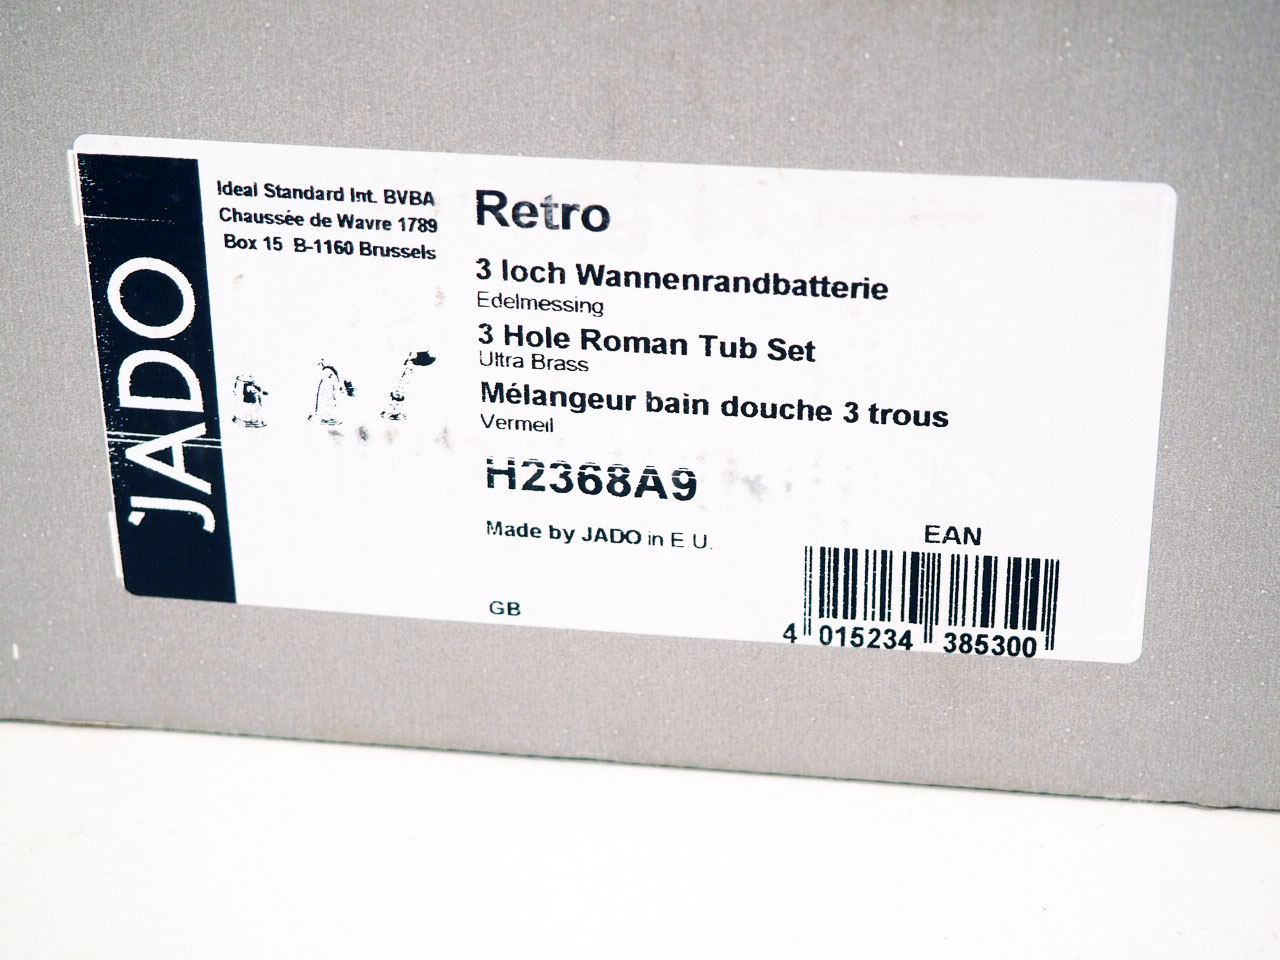 JADO
Ideal Standard Int. BVBA
Chaussée de Wavre 1789
Box 15 B-1160 Brussels
Retro
3 loch Wannenrandbatterie
Edelmessing
3 Hole Roman Tub Set
Ultra Brass
Mélangeur bain douche 3 trous
Vermeil
H2368A9
Made by JADO in E.U.
GB
EAN
4 015234 385300